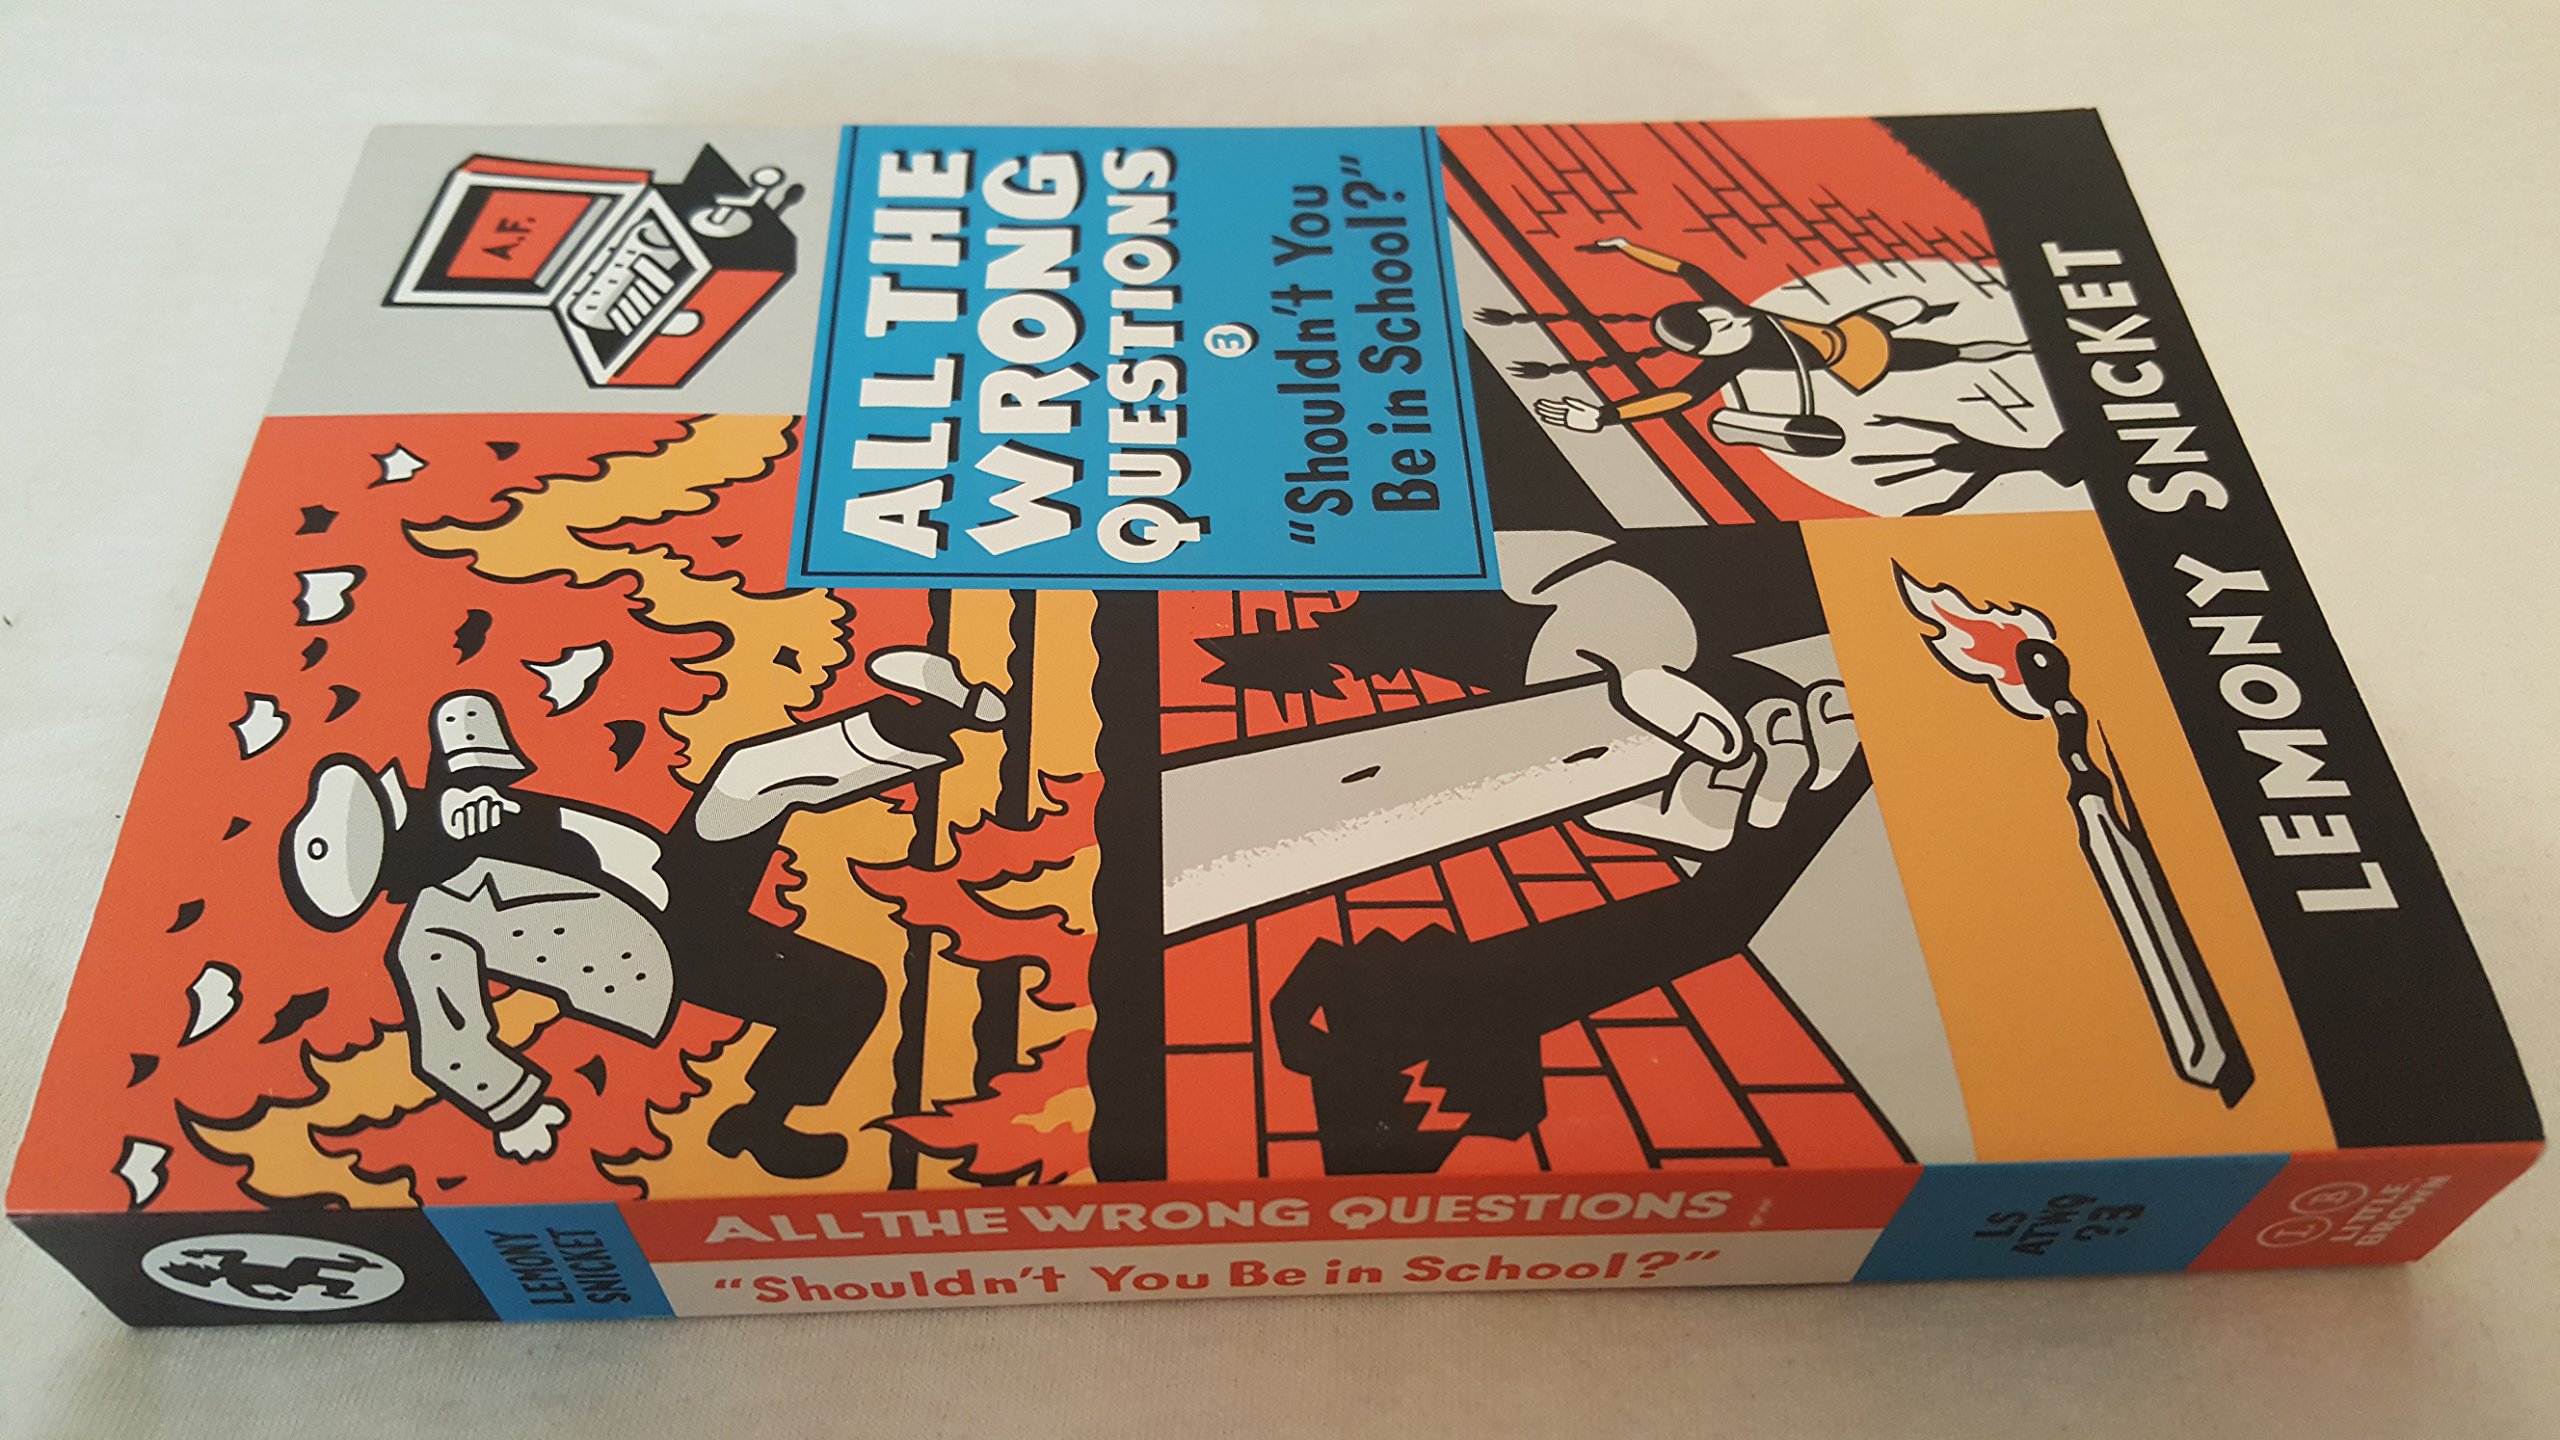 ALL THE
WRONG
QUESTIONS
3
"Shouldn't You
Be in School?"
A.F.
LEMONY SNICKET
LEMONY
SNICKET
ALL THE WRONG QUESTIONS
"Shouldn't You Be in School?"
LS
ATWQ
?3
L B
LITTLE,
BROWN